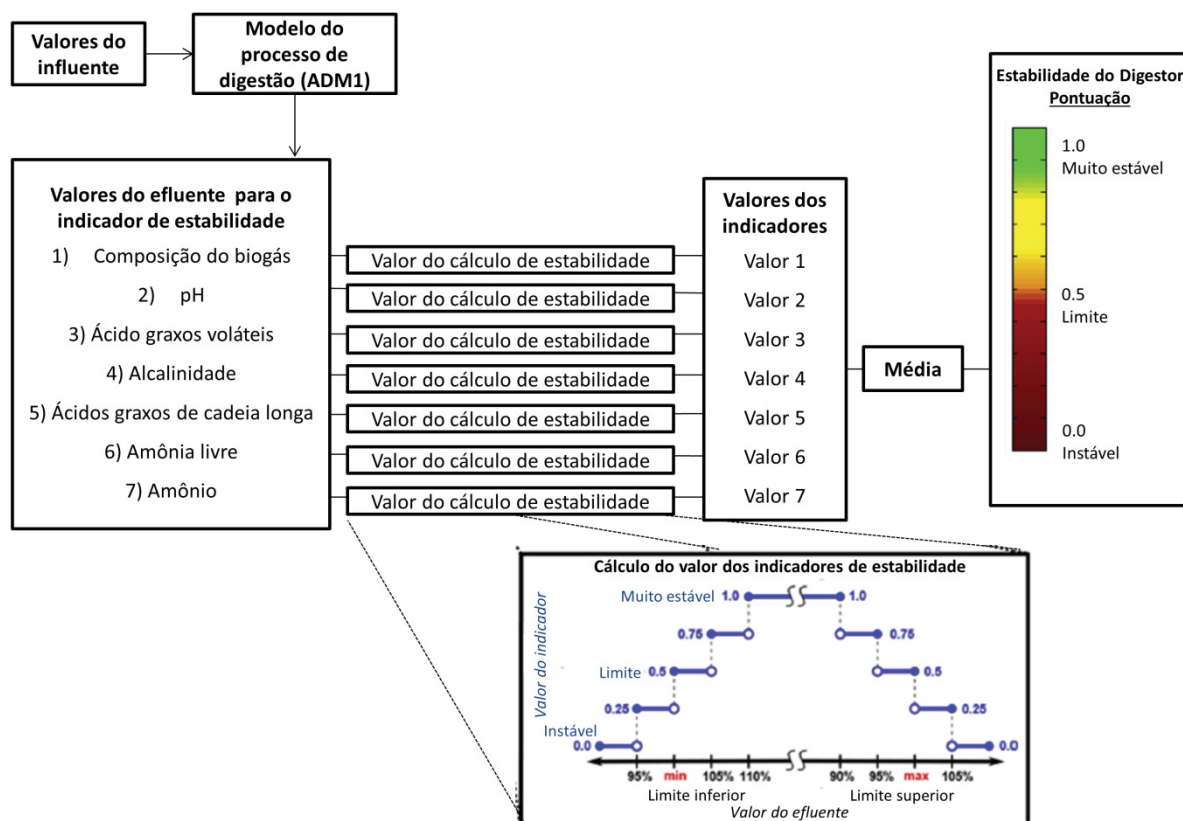 Valores do
influente
Modelo do
processo de
digestão (ADM1)
Valores do efluente para o
indicador de estabilidade
1) Composição do biogás
2) pH
3) Ácido graxos voláteis
4) Alcalinidade
5) Ácidos graxos de cadeia longa
6) Amônia livre
7) Amônio
Valor do cálculo de estabilidade
Valor do cálculo de estabilidade
Valor do cálculo de estabilidade
Valor do cálculo de estabilidade
Valor do cálculo de estabilidade
Valor do cálculo de estabilidade
Valor do cálculo de estabilidade
Valores dos
indicadores
Valor 1
Valor 2
Valor 3
Valor 4
Valor 5
Valor 6
Valor 7
Média
Estabilidade do Digestor
Pontuação
1.0
Muito estável
0.5
Limite
0.0
Instável
Cálculo do valor dos indicadores de estabilidade
Valor do indicador
Muito estável 1.0 1.0
0.75 0.75
Limite 0.5 0.5
0.25 0.25
Instável 0.0 0.0
95% min 105% 110% 90% 95% max 105%
Limite inferior Limite superior
Valor do efluente